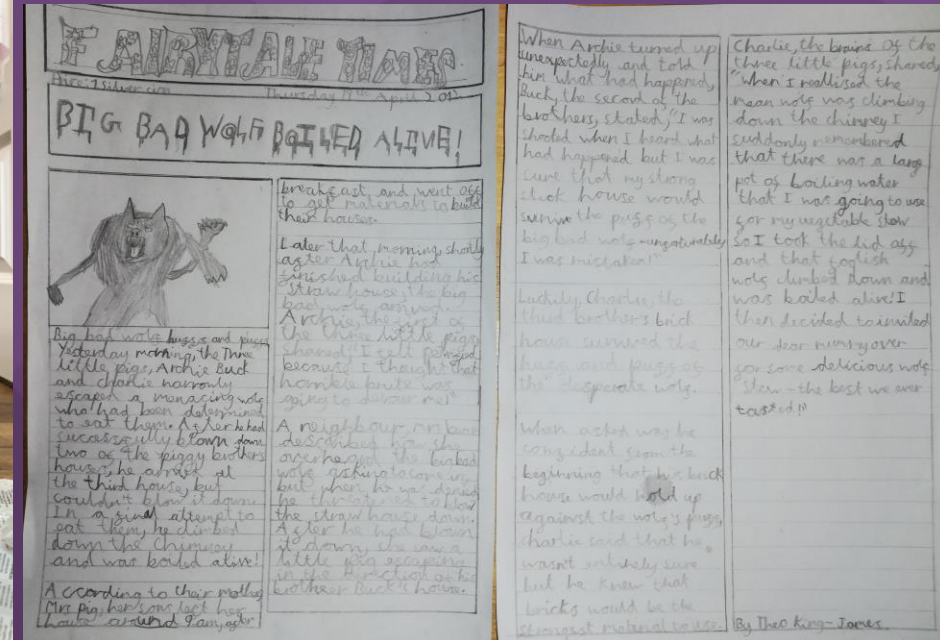 FAIRYTALE TIMES
Price: 1 silver coin Thursday April
BIG BAD WOLF BOILED ALIVE!
Big bad wolf huffs and
Yesterday morning, the Three
little pigs, Archie Buck
and charlie narrowly
escaped a menacing wolf
who had been determined
to eat them. After he had
successfully blown down
two of the piggy brothers
houses, he arrived at
the third house, but
couldn't blow it down.
In a final attempt to
eat them, he climbed
down the Chimney
and was boiled alive!
According to their mother
Mrs pig, her sons left her
house around 9am, after
breakfast and went off
to get materials to build
their houses.
Later that morning, shortly
after Archie had
finished building his
straw house, the big
bad wolf arrived.
Archie, the first of
the three little pigs
shared, "I felt
because I thought that
horrible brute was
going to devour me!"
A neighbour, mrs
described how she
overheard the big bad
wolf asking to come in
but when he was denied
he threatened to blow
the straw house down.
After he had blown
it down, she saw a
little pig escaping
in the direction of his
brother Buck's house.
When Archie turned up
unexpectedly and told
him what had happened,
Buck, the second of the
brothers, stated, "I was
when I heard what
had happened but I was
sure that my strong
stick house would
survive the puff of the
big bad wolf - unfortunately
I was mistaken!"
Luckily, Charlie, the
third brother's brick
house survived the
huffs and puffs of
the desperate wolf.
When asked was he
confident from the
beginning that his brick
house would hold up
against the wolf's puffs,
charlie said that he
wasn't entirely sure
but he knew that
bricks would be the
strongest material to use.
Charlie, the brains of the
three little pigs, shared,
"When I reallised the
mean wolf was climbing
down the chimney I
suddonly remembered
that there was a large
pot of boiling water
that I was going to use
for my vegetable stew
so I took the lid off
and that foolish
wolf climbed down and
was boiled alive! I
then decided to invited
our dear mummy over
for some delicious wolf
stew - the best we ever
tasted!"
By Theo King-James